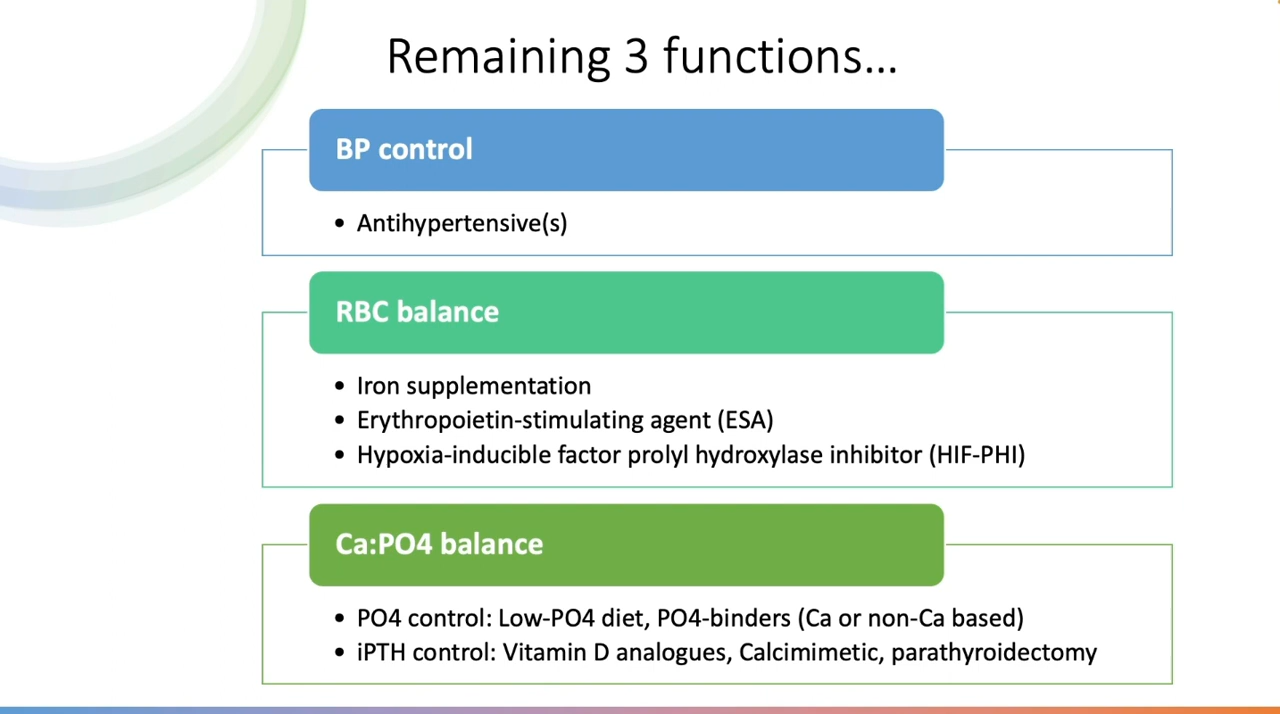 Remaining 3 functions...
BP control
• Antihypertensive(s)
RBC balance
• Iron supplementation
• Erythropoietin-stimulating agent (ESA)
• Hypoxia-inducible factor prolyl hydroxylase inhibitor (HIF-PHI)
Ca:PO4 balance
• PO4 control: Low-PO4 diet, PO4-binders (Ca or non-Ca based)
• iPTH control: Vitamin D analogues, Calcimimetic, parathyroidectomy